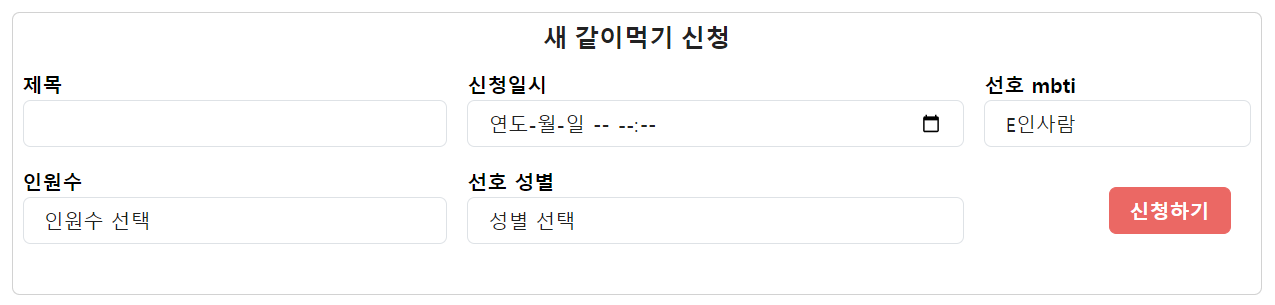 새 같이먹기 신청
제목 신청일시 선호 mbti
연도-월-일 -- --:-- E인사람
인원수 선호 성별
인원수 선택 성별 선택 신청하기